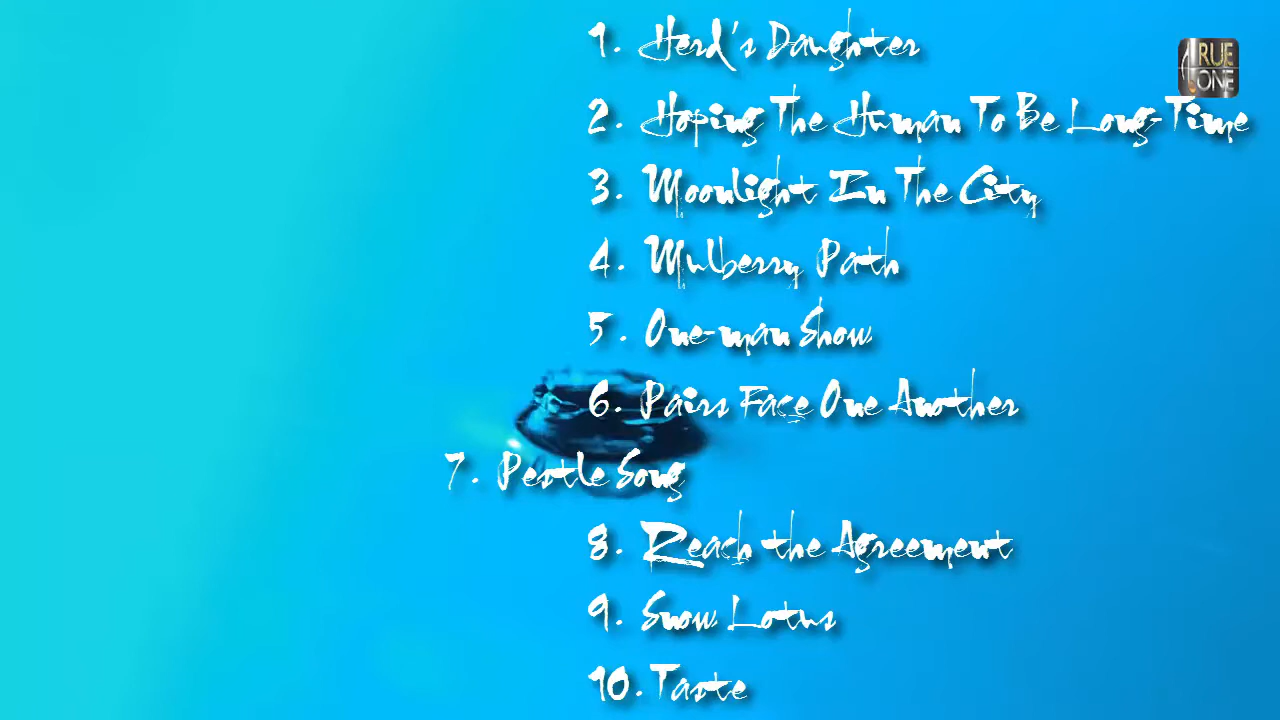 1. Herd's Daughter
TRUE
TONE
2. Hoping The Human To Be Long-Time
3. Moonlight In The City
4. Mulberry Path
5. One-man Show
6. Pairs Face One Another
7. Pestle Song
8. Reach the Agreement
9. Snow Lotus
10. Taste